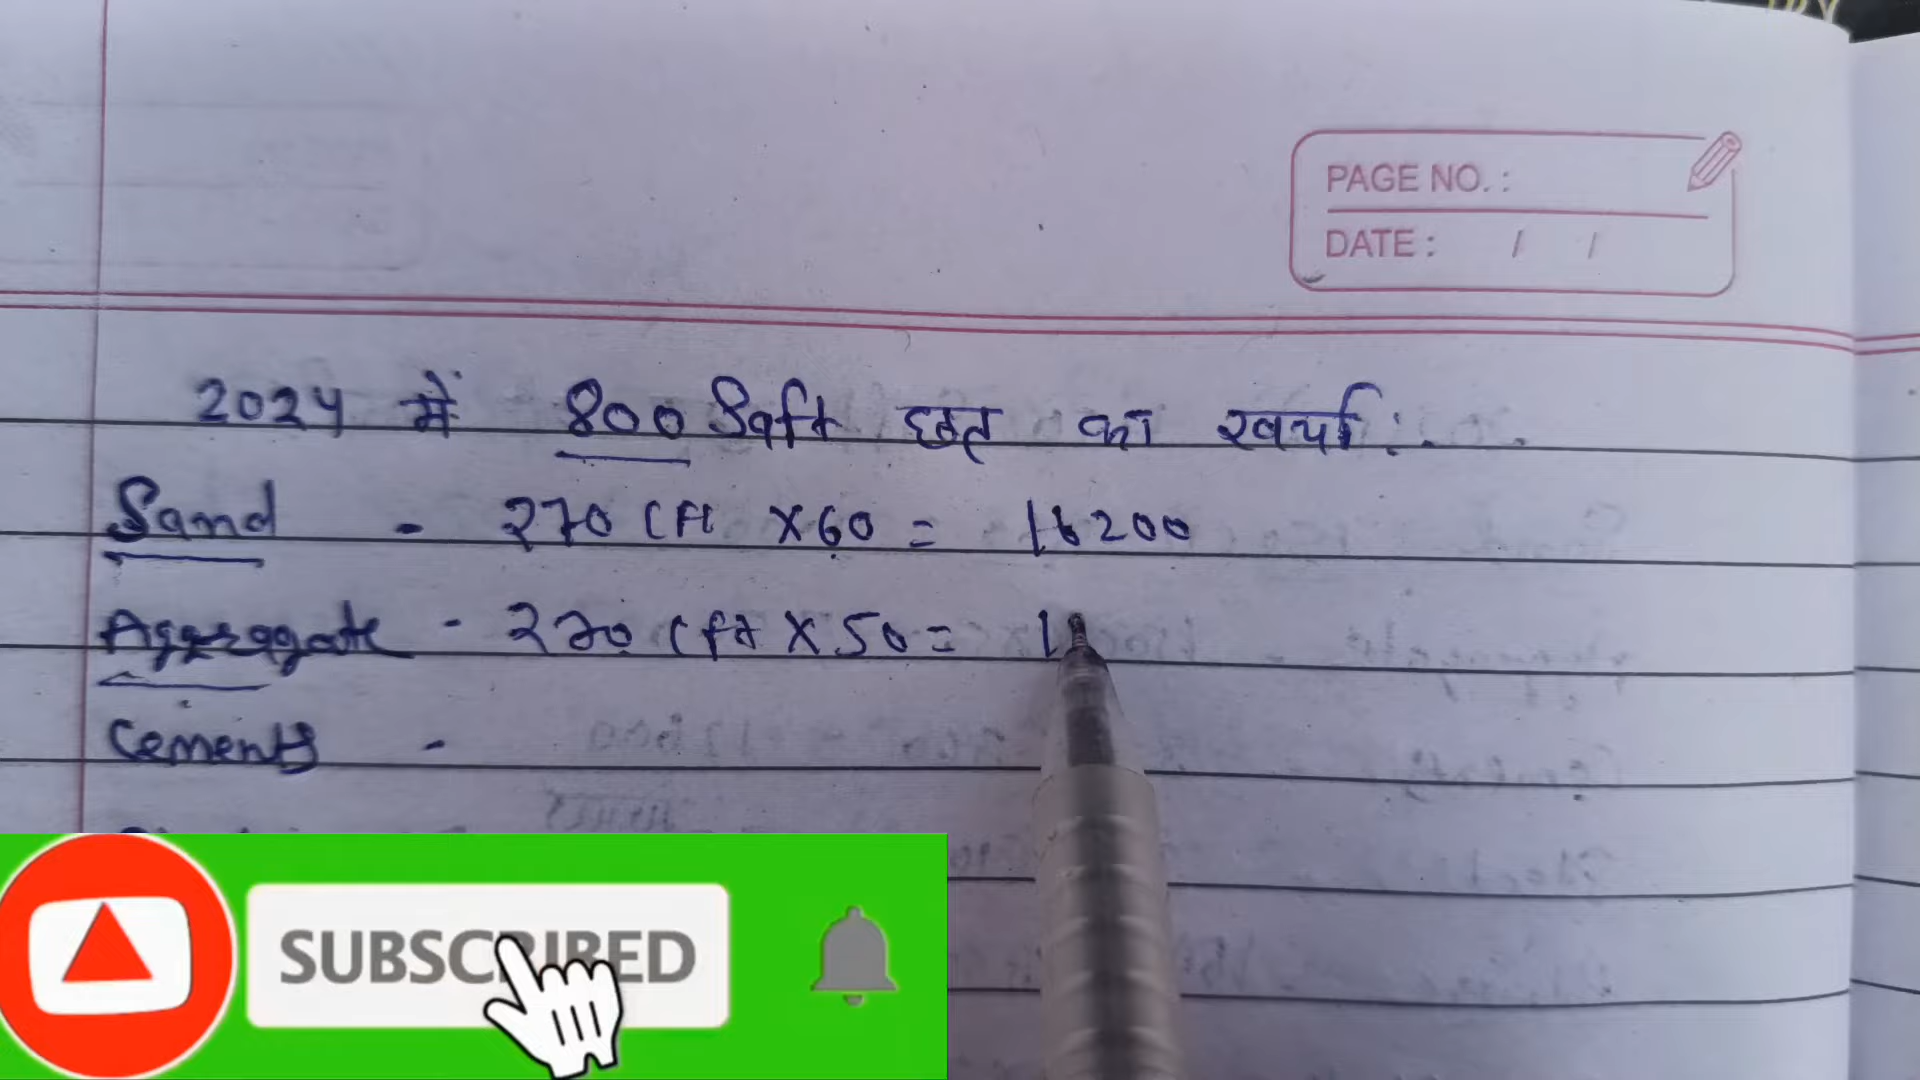 PAGE NO. :
DATE : / /
2024 में 800 Sqft छत का खर्चा :.
Sand - 270 Cft X 60 = 16200
Aggregate - 270 Cft X 50 = 1
Cements -
SUBSCRIBED